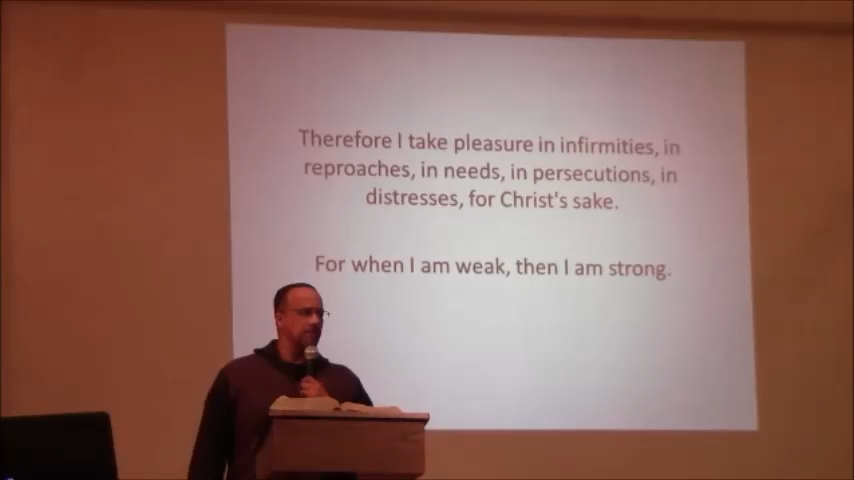 Therefore I take pleasure in infirmities, in
reproaches, in needs, in persecutions, in
distresses, for Christ's sake.
For when I am weak, then I am strong.